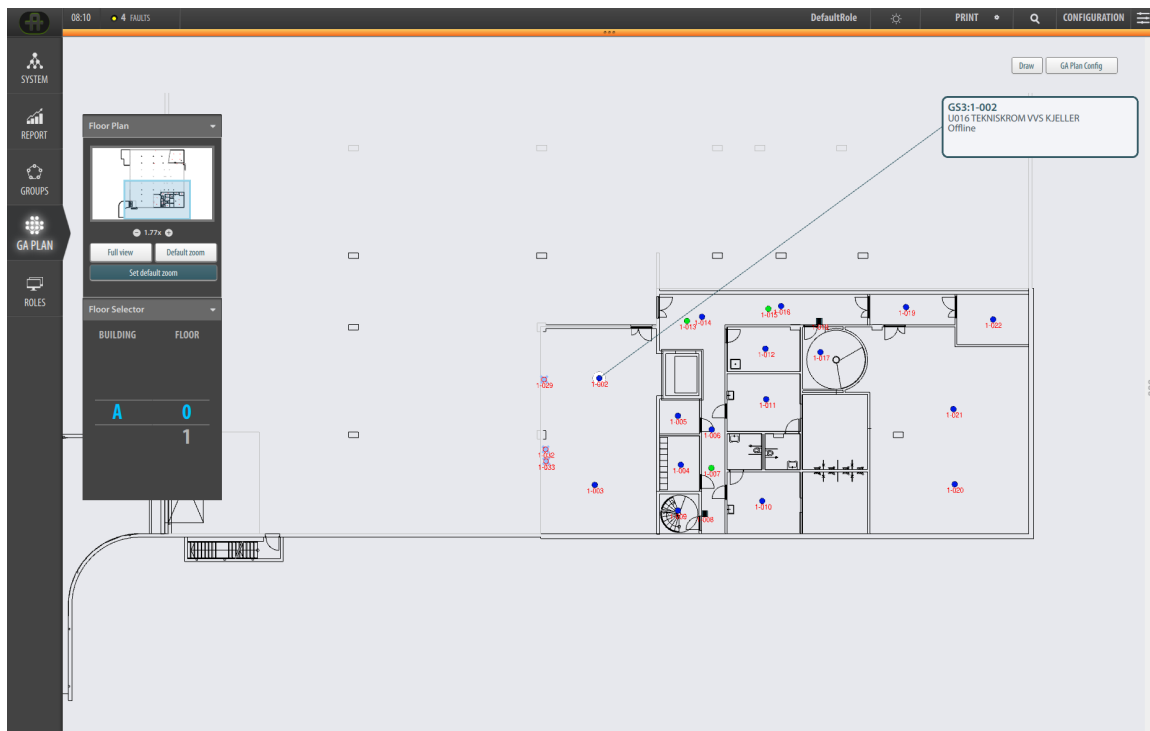 08:10
4 FAULTS
DefaultRole
PRINT
CONFIGURATION
SYSTEM
REPORT
GROUPS
GA PLAN
ROLES
Draw
GA Plan Config
GS3:1-002
U016 TEKNISKROM VVS KJELLER
Offline
Floor Plan
1.77x
Full view
Default zoom
Set default zoom
Floor Selector
BUILDING FLOOR
A 0
1
1-013
1-014
1-015
1-016
1-019
1-022
1-012
1-017
1-029
1-002
1-011
1-005
1-006
1-021
1-032
1-033
1-004
1-007
1-003
1-020
1-010
1-008